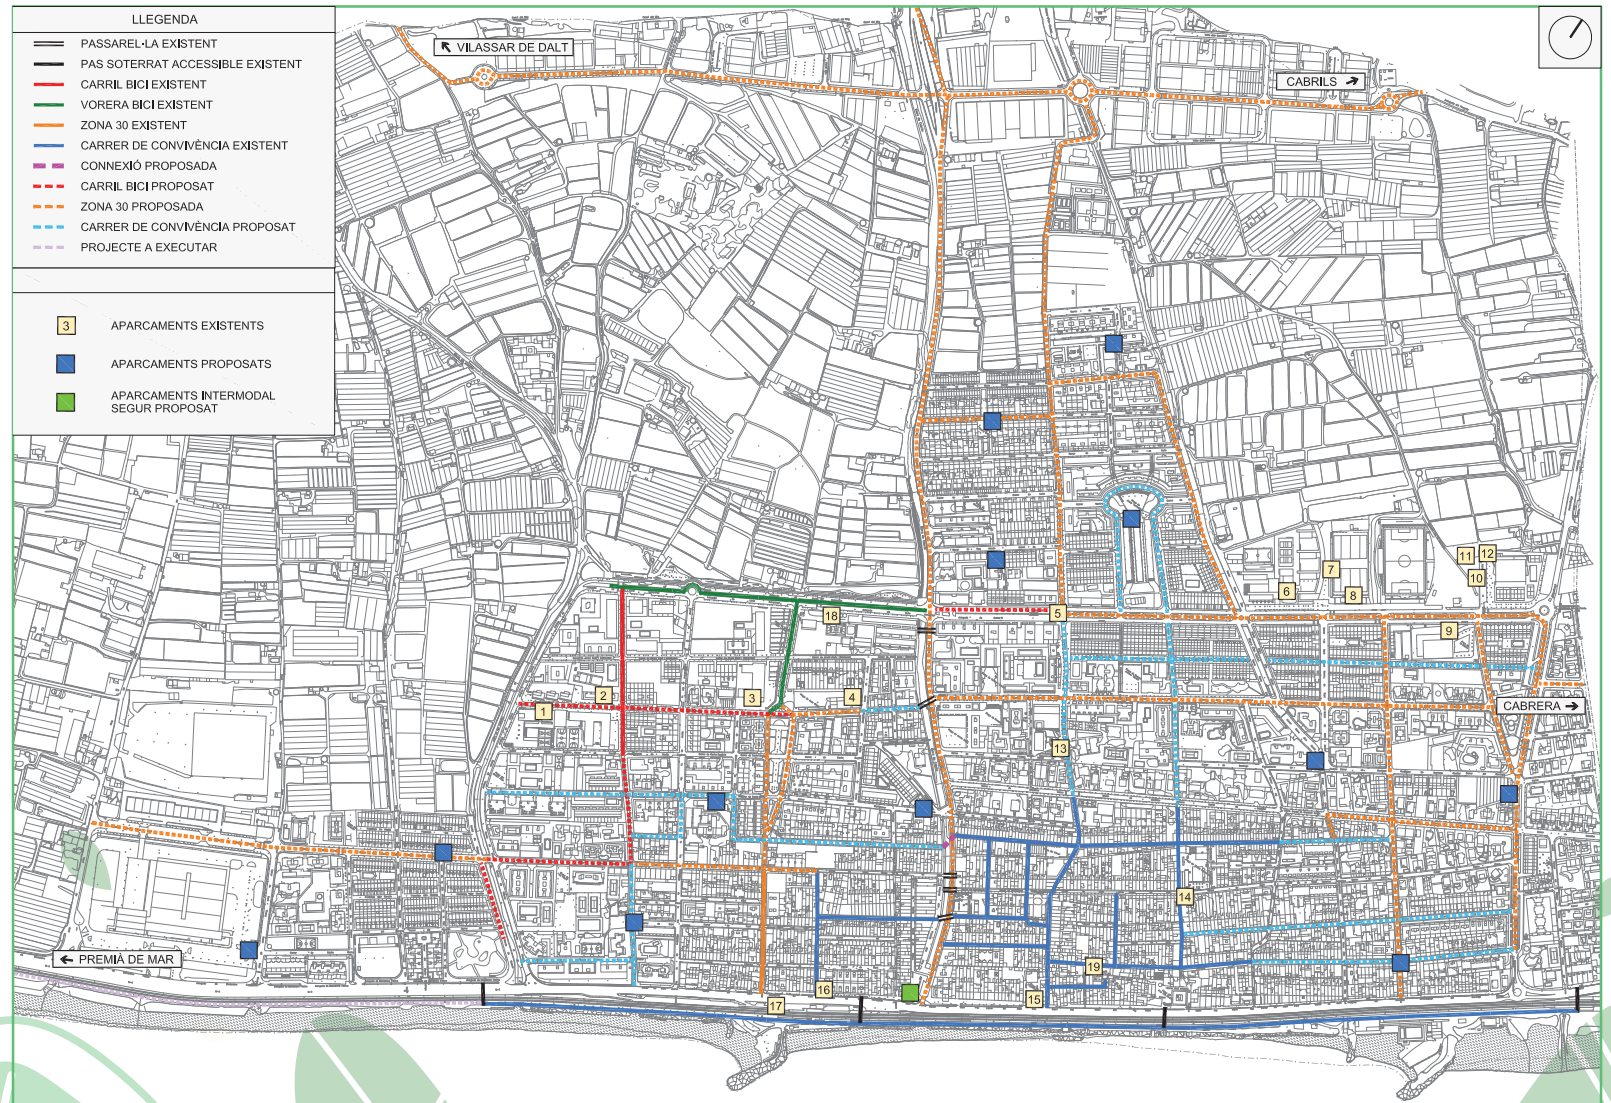 LLEGENDA
PASSAREL·LA EXISTENT
PAS SOTERRAT ACCESSIBLE EXISTENT
CARRIL BICI EXISTENT
VORERA BICI EXISTENT
ZONA 30 EXISTENT
CARRER DE CONVIVÈNCIA EXISTENT
CONNEXIÓ PROPOSADA
CARRIL BICI PROPOSAT
ZONA 30 PROPOSADA
CARRER DE CONVIVÈNCIA PROPOSAT
PROJECTE A EXECUTAR
3 APARCAMENTS EXISTENTS
APARCAMENTS PROPOSATS
APARCAMENTS INTERMODAL
SEGUR PROPOSAT
↖ VILASSAR DE DALT
CABRILS ↗
11 12
7
10
6
8
5
18
9
2
3
4
1
CABRERA →
13
14
← PREMIÀ DE MAR
19
16
15
17